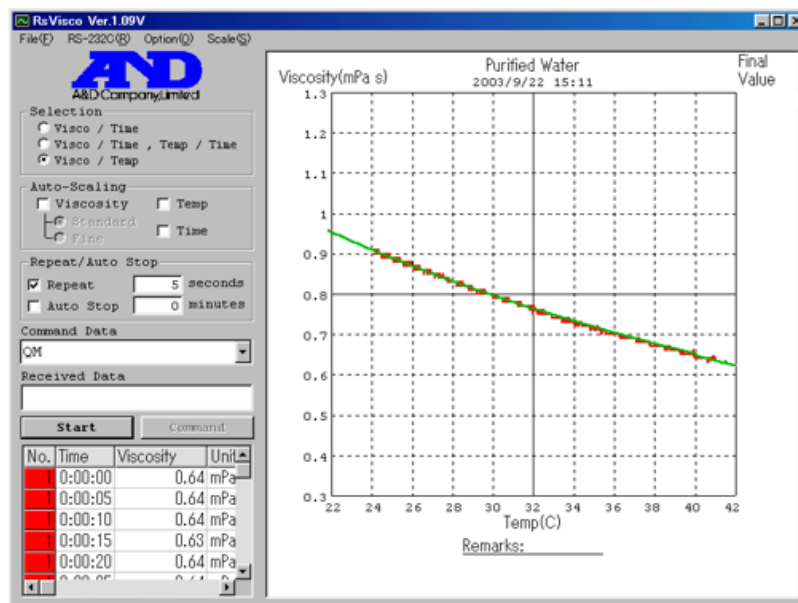 RsVisco Ver.1.09V
File(F) RS-232C(R) Option(O) Scale(S)
AND
A&D Company,Limited
Selection
Visco / Time
Visco / Time , Temp / Time
Visco / Temp
Auto-Scaling
Viscosity Temp
Standard
Fine
Time
Repeat/Auto Stop
Repeat 5 seconds
Auto Stop 0 minutes
Command Data
QM
Received Data
Start Command
No. Time Viscosity Unit
1 0:00:00 0.64 mPa
1 0:00:05 0.64 mPa
1 0:00:10 0.64 mPa
1 0:00:15 0.63 mPa
1 0:00:20 0.64 mPa
Purified Water
2003/9/22 15:11
Final
Value
Viscosity(mPa s)
1.3
1.2
1.1
1
0.9
0.8
0.7
0.6
0.5
0.4
0.3
22 24 26 28 30 32 34 36 38 40 42
Temp(C)
Remarks: